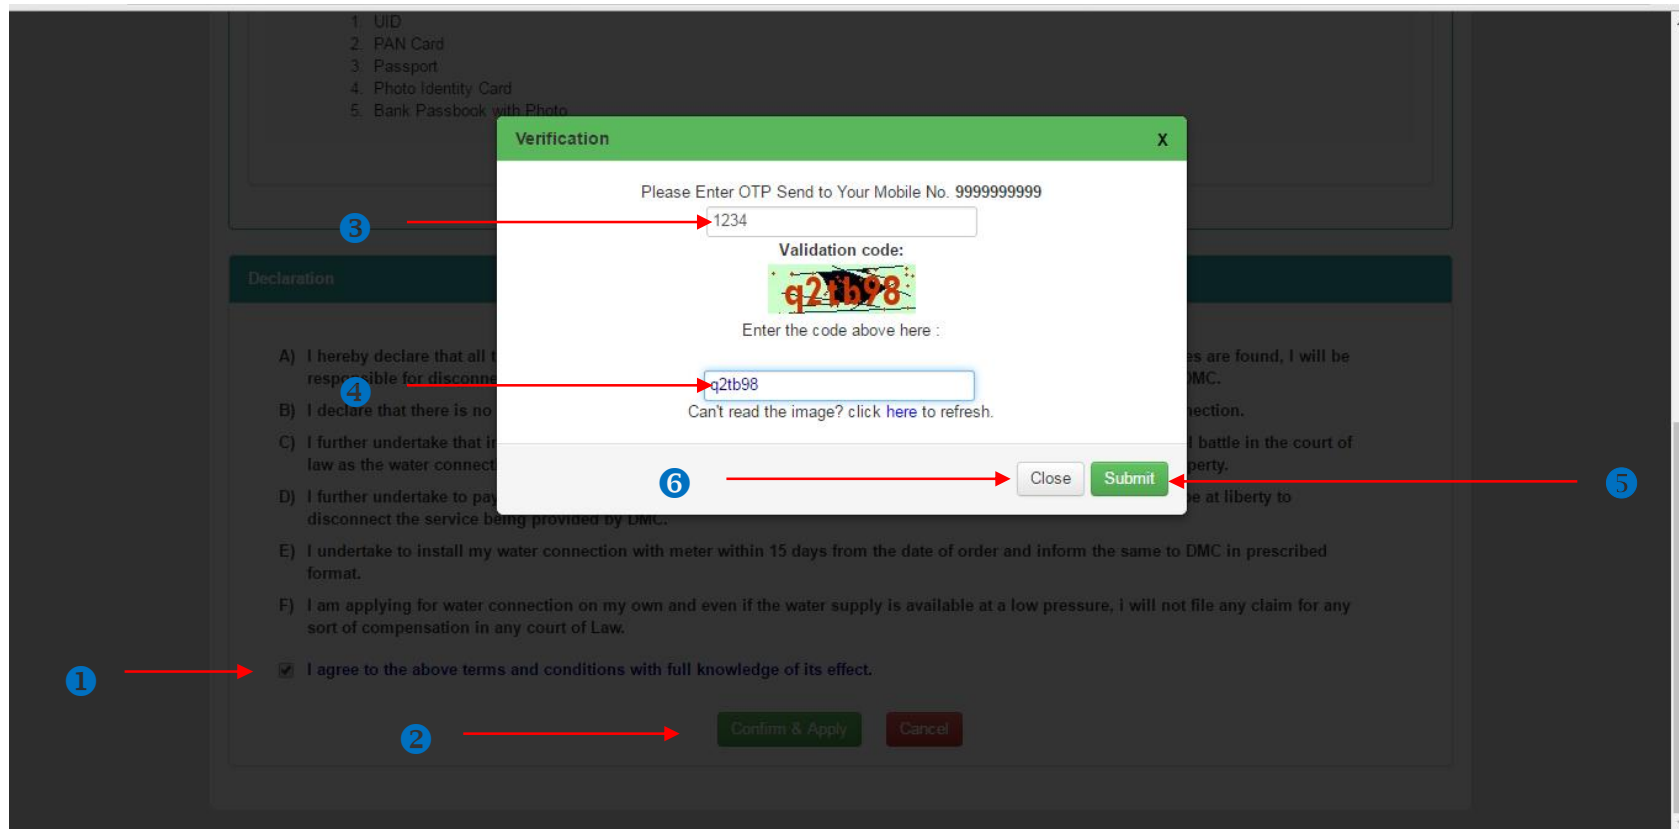 1. UID
2. PAN Card
3. Passport
4. Photo Identity Card
5. Bank Passbook with Photo
Verification X
Please Enter OTP Send to Your Mobile No. 9999999999
3 1234
Validation code:
q2tb98
Enter the code above here :
4 q2tb98
Can't read the image? click here to refresh.
6 Close Submit 5
Declaration
A) I hereby declare that all es are found, I will be
responsible for disconne DMC.
B) I declare that there is no nection.
C) I further undertake that i l battle in the court of
law as the water connect perty.
D) I further undertake to pay be at liberty to
disconnect the service being provided by DMC.
E) I undertake to install my water connection with meter within 15 days from the date of order and inform the same to DMC in prescribed
format.
F) I am applying for water connection on my own and even if the water supply is available at a low pressure, i will not file any claim for any
sort of compensation in any court of Law.
1 I agree to the above terms and conditions with full knowledge of its effect.
2 Confirm & Apply Cancel